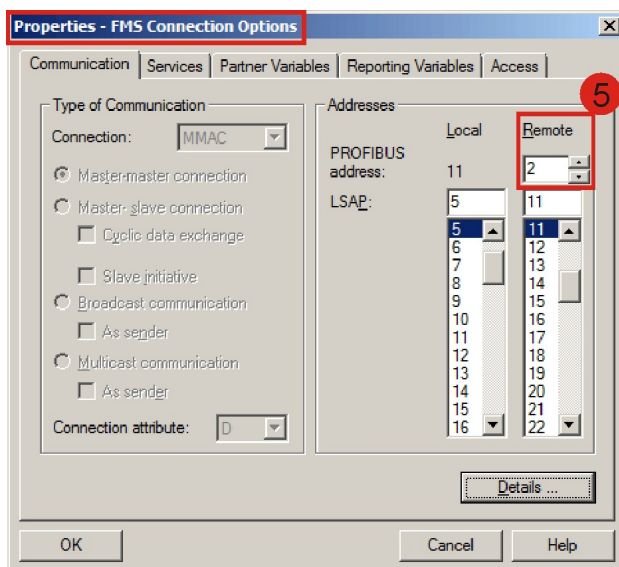 Properties - FMS Connection Options
Communication Services Partner Variables Reporting Variables Access
5
Type of Communication
Connection: MMAC
Master-master connection
Master- slave connection
Cyclic data exchange
Slave initiative
Broadcast communication
As sender
Multicast communication
As sender
Connection attribute: D
Addresses
Local Remote
PROFIBUS
address: 11 2
LSAP: 5 11
5 11
6 12
7 13
8 14
9 15
10 16
11 17
12 18
13 19
14 20
15 21
16 22
Details ...
OK Cancel Help